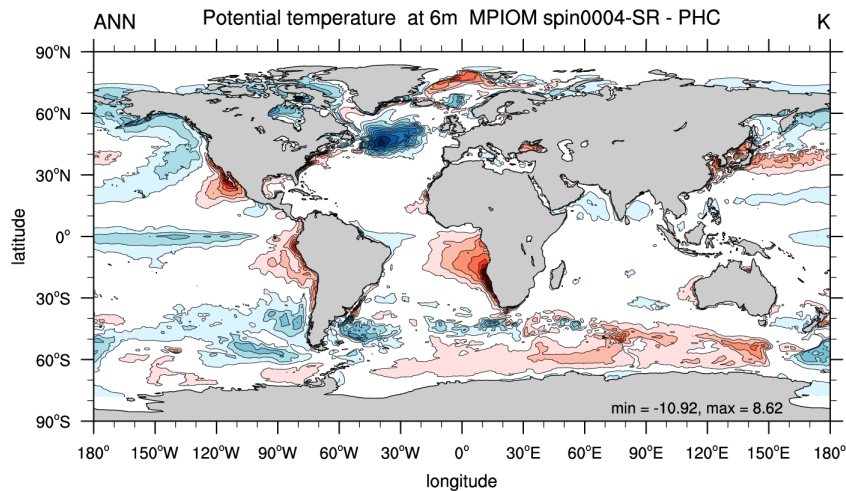 ANN Potential temperature at 6m MPIOM spin0004-SR - PHC K
90°N
60°N
30°N
0°
30°S
60°S
90°S
latitude
min = -10.92, max = 8.62
180° 150°W 120°W 90°W 60°W 30°W 0° 30°E 60°E 90°E 120°E 150°E 180°
longitude